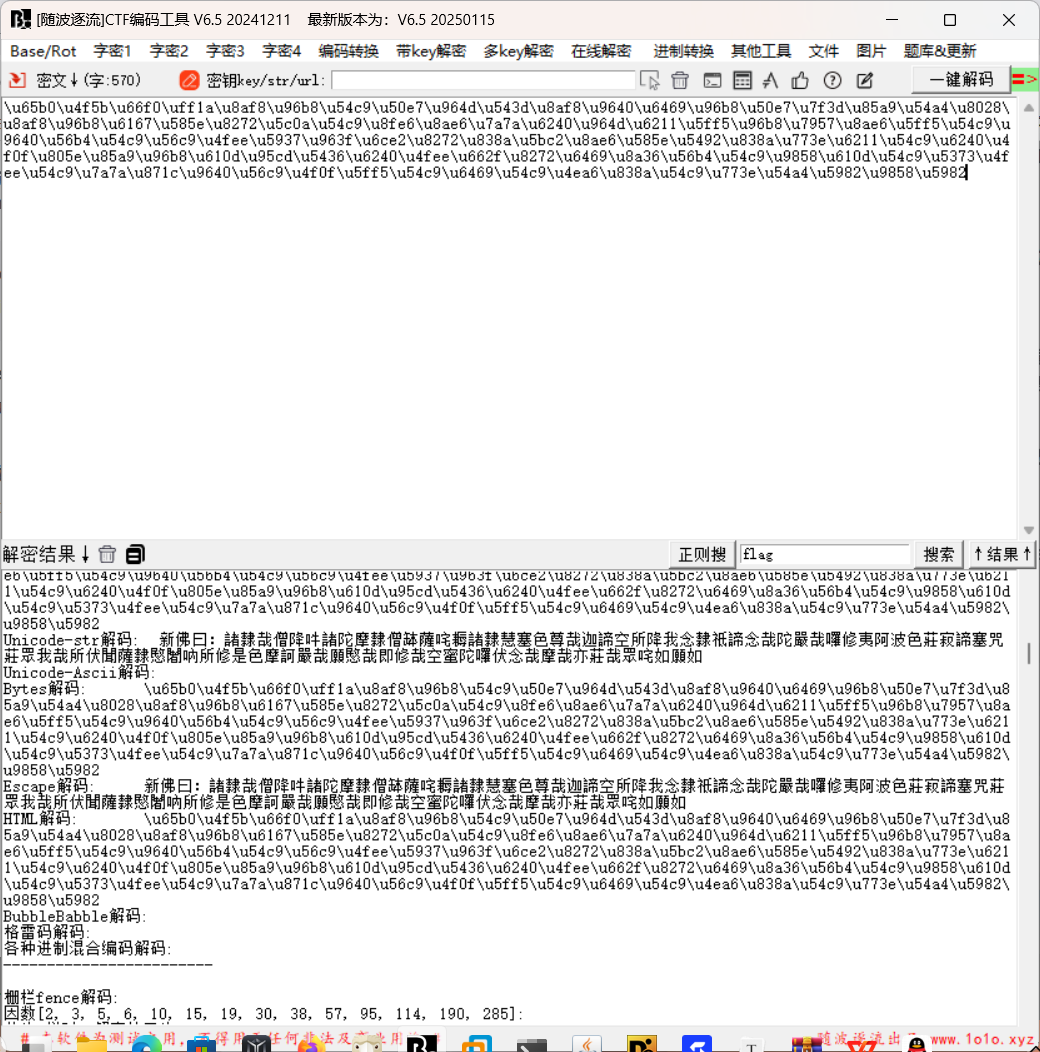 [随波逐流]CTF编码工具 V6.5 20241211 最新版本为: V6.5 20250115
Base/Rot 字密1 字密2 字密3 字密4 编码转换 带key解密 多key解密 在线解密 进制转换 其他工具 文件 图片 题库&更新
密文↓(字:570) 密钥key/str/url: 一键解码 =>
\u65b0\u4f5b\u66f0\uff1a\u8af8\u96b8\u54c9\u50e7\u964d\u543d\u8af8\u9640\u6469\u96b8\u50e7\u7f3d\u85a9\u54a4\u8028\
u8af8\u96b8\u6167\u585e\u8272\u5c0a\u54c9\u8fe6\u8ae6\u7a7a\u6240\u964d\u6211\u5ff5\u96b8\u7957\u8ae6\u5ff5\u54c9\u
9640\u56b4\u54c9\u56c9\u4fee\u5937\u963f\u6ce2\u8272\u838a\u5bc2\u8ae6\u585e\u5492\u838a\u773e\u6211\u54c9\u6240\u4
f0f\u805e\u85a9\u96b8\u610d\u95cd\u5436\u6240\u4fee\u662f\u8272\u6469\u8a36\u56b4\u54c9\u9858\u610d\u54c9\u5373\u4f
ee\u54c9\u7a7a\u871c\u9640\u56c9\u4f0f\u5ff5\u54c9\u6469\u54c9\u4ea6\u838a\u54c9\u773e\u54a4\u5982\u9858\u5982
解密结果↓ 正则搜 flag 搜索 ↑结果↑
e6\u5ff5\u54c9\u9640\u56b4\u54c9\u56c9\u4fee\u5937\u963f\u6ce2\u8272\u838a\u5bc2\u8ae6\u585e\u5492\u838a\u773e\u621
1\u54c9\u6240\u4f0f\u805e\u85a9\u96b8\u610d\u95cd\u5436\u6240\u4fee\u662f\u8272\u6469\u8a36\u56b4\u54c9\u9858\u610d
\u54c9\u5373\u4fee\u54c9\u7a7a\u871c\u9640\u56c9\u4f0f\u5ff5\u54c9\u6469\u54c9\u4ea6\u838a\u54c9\u773e\u54a4\u5982\
u9858\u5982
Unicode-str解码: 新佛曰：諸隸哉僧降吽諸陀摩隸僧缽薩咤耨諸隸慧塞色尊哉迦諦空所降我念隸祇諦念哉陀嚴哉囉修夷阿波色莊寂諦塞咒
莊眾我哉所伏聞薩隸愍闍吶所修是色摩訶嚴哉願愍哉即修哉空蜜陀囉伏念哉摩哉亦莊哉眾咤如願如
Unicode-Ascii解码:
Bytes解码: \u65b0\u4f5b\u66f0\uff1a\u8af8\u96b8\u54c9\u50e7\u964d\u543d\u8af8\u9640\u6469\u96b8\u50e7\u7f3d\u8
5a9\u54a4\u8028\u8af8\u96b8\u6167\u585e\u8272\u5c0a\u54c9\u8fe6\u8ae6\u7a7a\u6240\u964d\u6211\u5ff5\u96b8\u7957\u8a
e6\u5ff5\u54c9\u9640\u56b4\u54c9\u56c9\u4fee\u5937\u963f\u6ce2\u8272\u838a\u5bc2\u8ae6\u585e\u5492\u838a\u773e\u621
1\u54c9\u6240\u4f0f\u805e\u85a9\u96b8\u610d\u95cd\u5436\u6240\u4fee\u662f\u8272\u6469\u8a36\u56b4\u54c9\u9858\u610d
\u54c9\u5373\u4fee\u54c9\u7a7a\u871c\u9640\u56c9\u4f0f\u5ff5\u54c9\u6469\u54c9\u4ea6\u838a\u54c9\u773e\u54a4\u5982\
u9858\u5982
Escape解码: 新佛曰：諸隸哉僧降吽諸陀摩隸僧缽薩咤耨諸隸慧塞色尊哉迦諦空所降我念隸祇諦念哉陀嚴哉囉修夷阿波色莊寂諦塞咒莊
眾我哉所伏聞薩隸愍闍吶所修是色摩訶嚴哉願愍哉即修哉空蜜陀囉伏念哉摩哉亦莊哉眾咤如願如
HTML解码: \u65b0\u4f5b\u66f0\uff1a\u8af8\u96b8\u54c9\u50e7\u964d\u543d\u8af8\u9640\u6469\u96b8\u50e7\u7f3d\u8
5a9\u54a4\u8028\u8af8\u96b8\u6167\u585e\u8272\u5c0a\u54c9\u8fe6\u8ae6\u7a7a\u6240\u964d\u6211\u5ff5\u96b8\u7957\u8a
e6\u5ff5\u54c9\u9640\u56b4\u54c9\u56c9\u4fee\u5937\u963f\u6ce2\u8272\u838a\u5bc2\u8ae6\u585e\u5492\u838a\u773e\u621
1\u54c9\u6240\u4f0f\u805e\u85a9\u96b8\u610d\u95cd\u5436\u6240\u4fee\u662f\u8272\u6469\u8a36\u56b4\u54c9\u9858\u610d
\u54c9\u5373\u4fee\u54c9\u7a7a\u871c\u9640\u56c9\u4f0f\u5ff5\u54c9\u6469\u54c9\u4ea6\u838a\u54c9\u773e\u54a4\u5982\
u9858\u5982
BubbleBabble解码:
格雷码解码:
各种进制混合编码解码:
------------------------
栅栏fence解码:
因数[2, 3, 5, 6, 10, 15, 19, 30, 38, 57, 95, 114, 190, 285]:
随波逐流出 www.1o1o.xyz